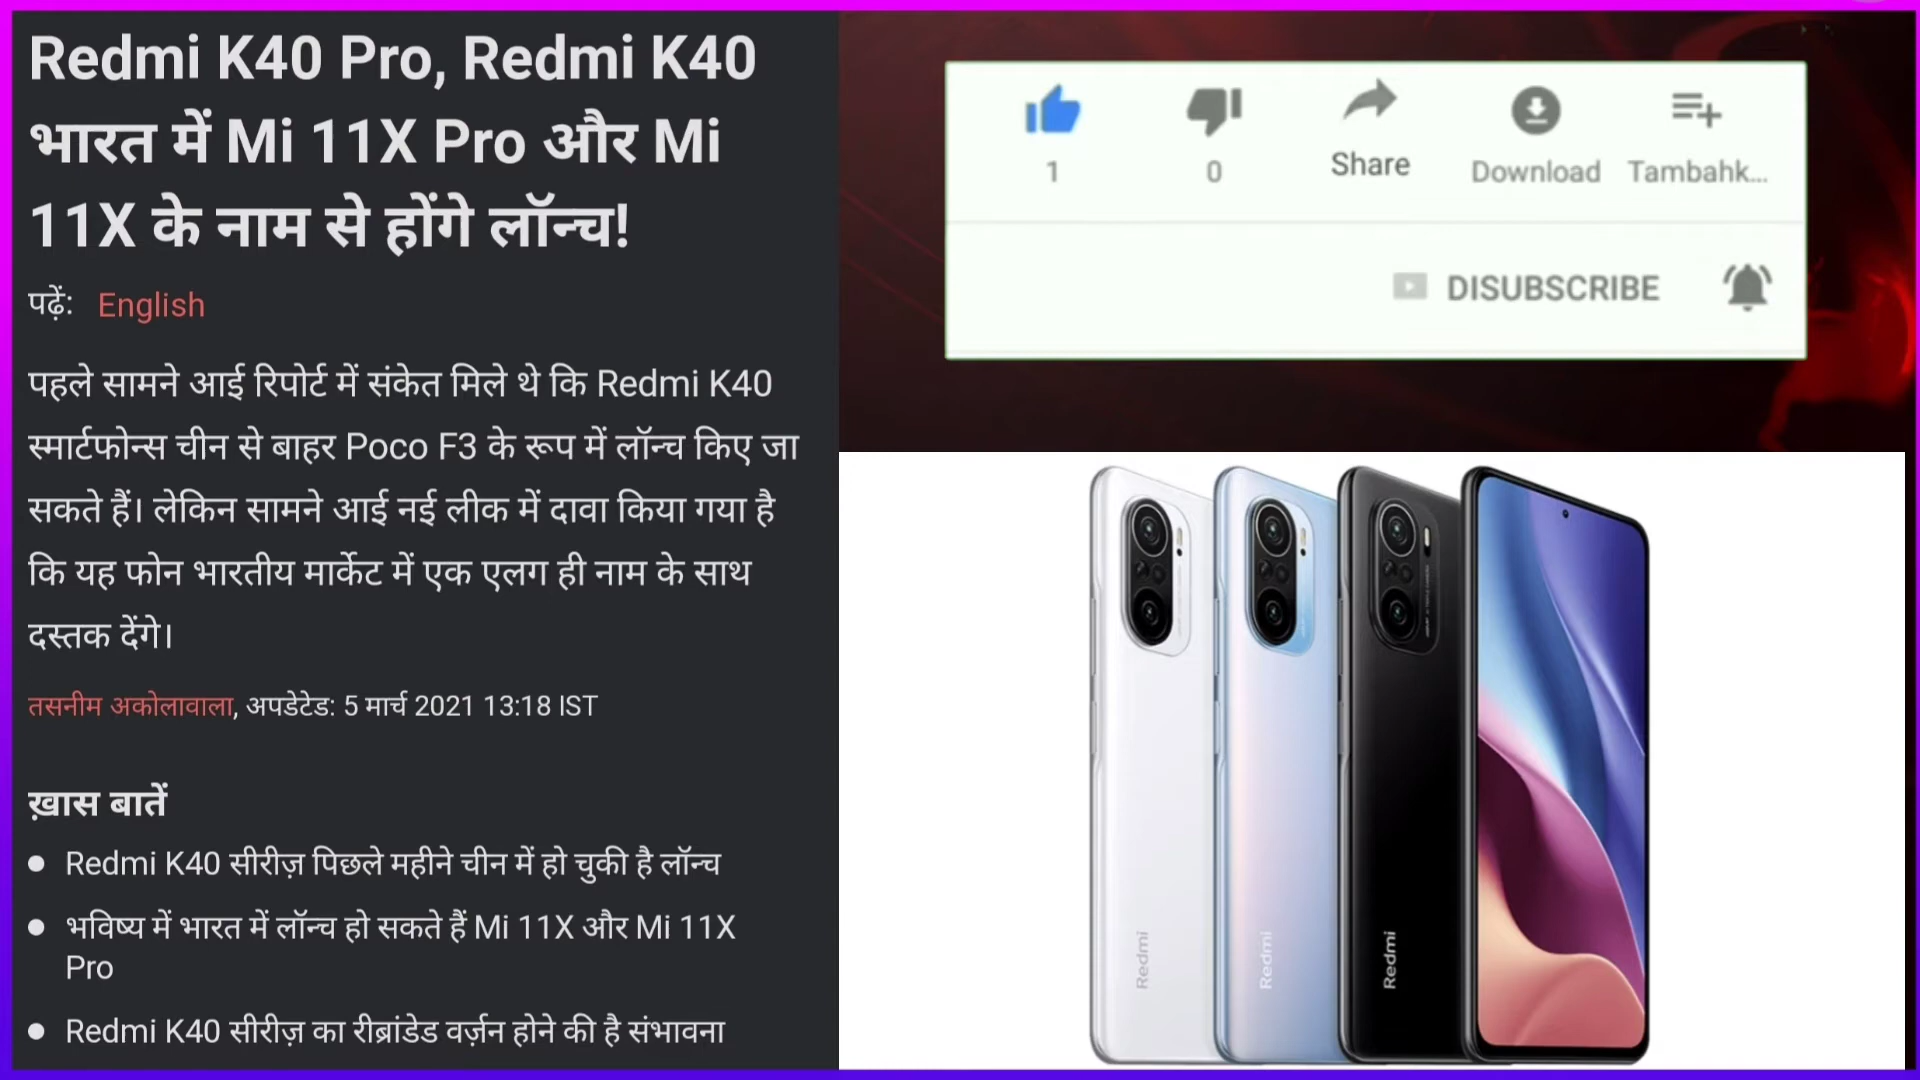 Redmi K40 Pro, Redmi K40
भारत में Mi 11X Pro और Mi
11X के नाम से होंगे लॉन्च!
पढ़ें: English
पहले सामने आई रिपोर्ट में संकेत मिले थे कि Redmi K40
स्मार्टफोन्स चीन से बाहर Poco F3 के रूप में लॉन्च किए जा
सकते हैं। लेकिन सामने आई नई लीक में दावा किया गया है
कि यह फोन भारतीय मार्केट में एक एलग ही नाम के साथ
दस्तक देंगे।
तसनीम अकोलावाला, अपडेटेड: 5 मार्च 2021 13:18 IST
ख़ास बातें
● Redmi K40 सीरीज़ पिछले महीने चीन में हो चुकी है लॉन्च
● भविष्य में भारत में लॉन्च हो सकते हैं Mi 11X और Mi 11X
Pro
● Redmi K40 सीरीज़ का रीब्रांडेड वर्ज़न होने की है संभावना
1 0 Share Download Tambahk...
DISUBSCRIBE
Redmi
Redmi
Redmi